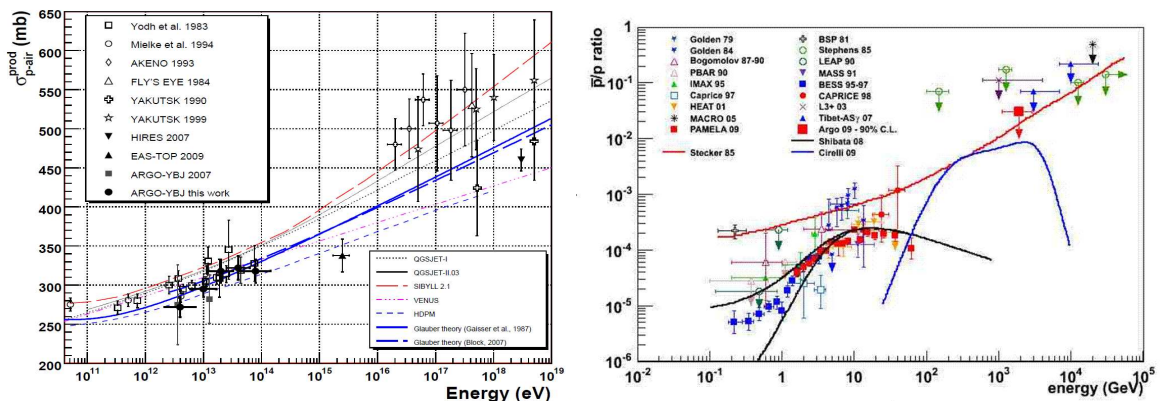 σ prod p-air (mb)
650
600
550
500
450
400
350
300
250
200
Yodh et al. 1983
Mielke et al. 1994
AKENO 1993
FLY'S EYE 1984
YAKUTSK 1990
YAKUTSK 1999
HIRES 2007
EAS-TOP 2009
ARGO-YBJ 2007
ARGO-YBJ this work
QGSJET-I
QGSJET-II.03
SIBYLL 2.1
VENUS
HDPM
Glauber theory (Gaisser et al., 1987)
Glauber theory (Block, 2007)
10^11 10^12 10^13 10^14 10^15 10^16 10^17 10^18 10^19
Energy (eV)
p̄/p ratio
1
10^-1
10^-2
10^-3
10^-4
10^-5
10^-6
Golden 79
Golden 84
Bogomolov 87-90
PBAR 90
IMAX 95
Caprice 97
HEAT 01
MACRO 05
PAMELA 09
Stecker 85
BSP 81
Stephens 85
LEAP 90
MASS 91
BESS 95-97
CAPRICE 98
L3+ 03
Tibet-ASγ 07
Argo 09 - 90% C.L.
Shibata 08
Cirelli 09
10^-2 10^-1 1 10 10^2 10^3 10^4 10^5
energy (GeV)